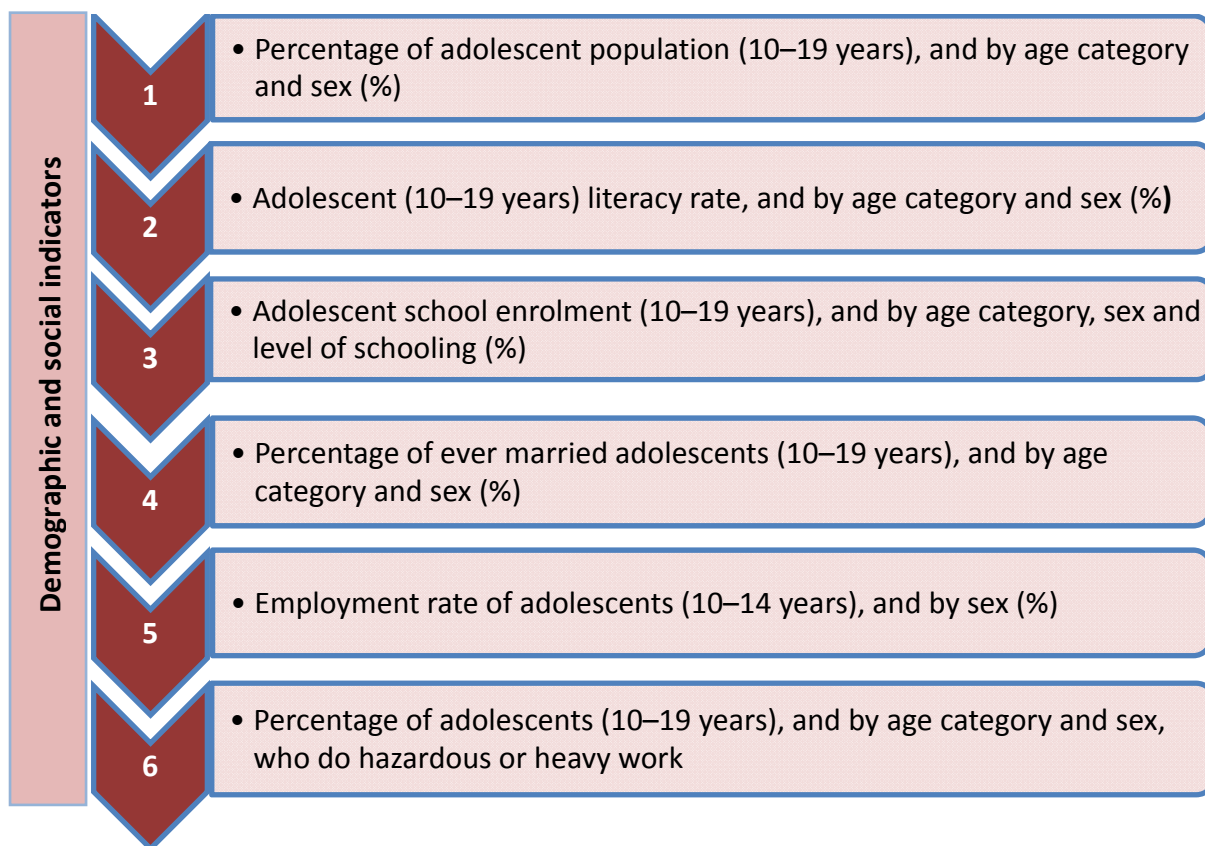 Demographic and social indicators
1
• Percentage of adolescent population (10–19 years), and by age category
and sex (%)
2
• Adolescent (10–19 years) literacy rate, and by age category and sex (%)
3
• Adolescent school enrolment (10–19 years), and by age category, sex and
level of schooling (%)
4
• Percentage of ever married adolescents (10–19 years), and by age
category and sex (%)
5
• Employment rate of adolescents (10–14 years), and by sex (%)
6
• Percentage of adolescents (10–19 years), and by age category and sex,
who do hazardous or heavy work